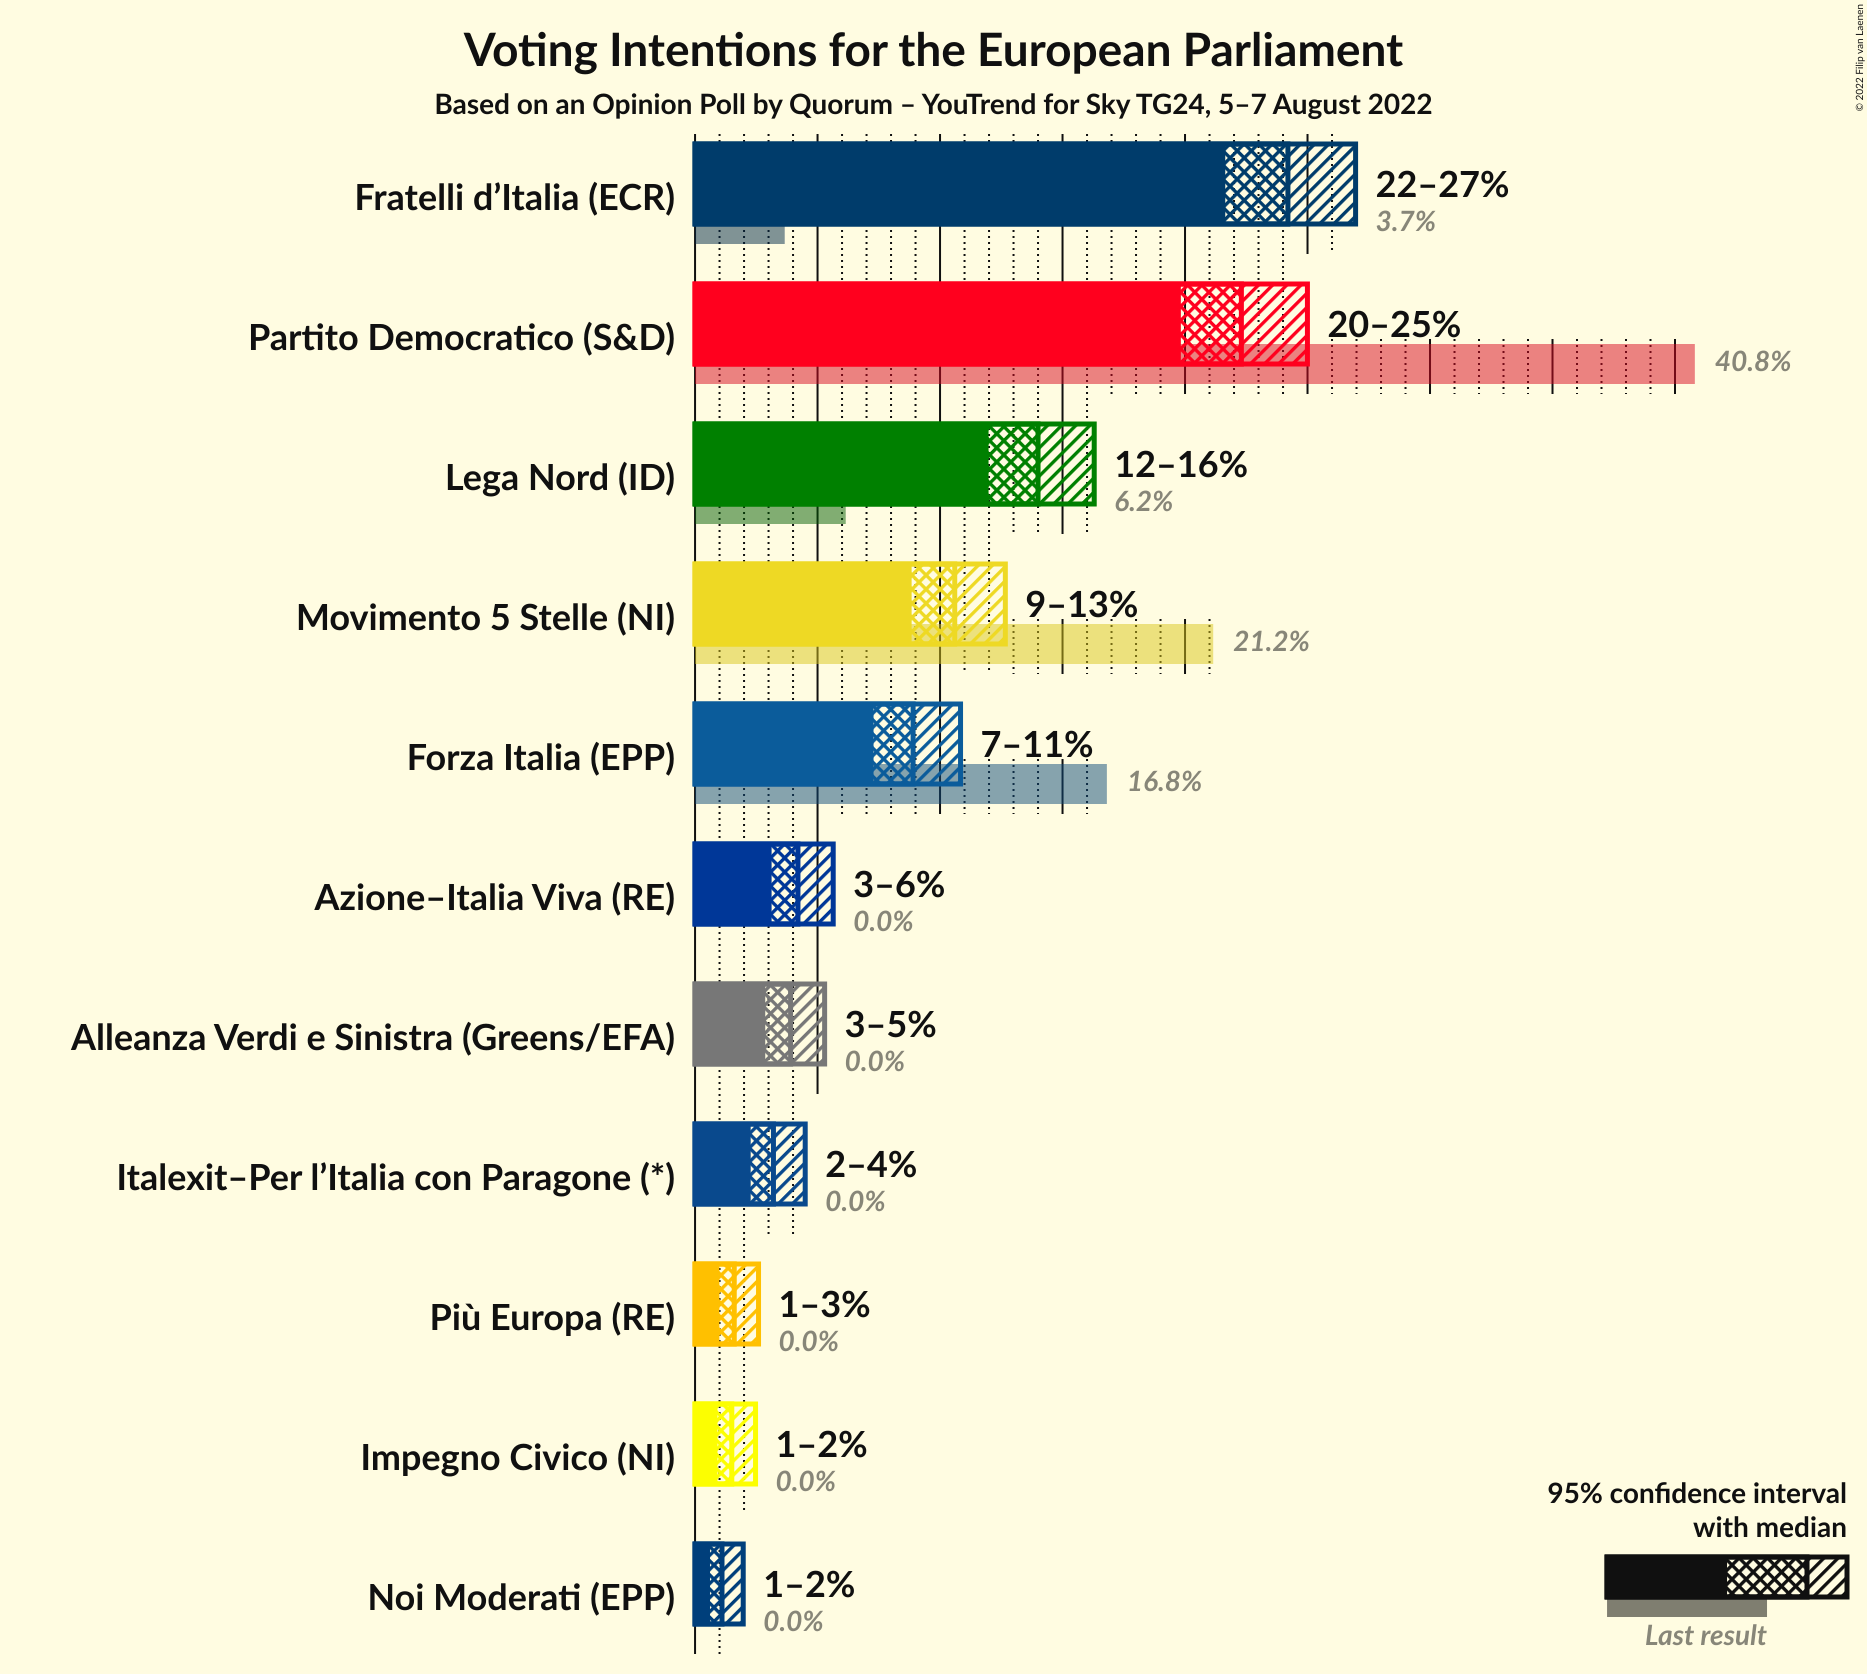 Voting Intentions for the European Parliament
Based on an Opinion Poll by Quorum – YouTrend for Sky TG24, 5–7 August 2022
© 2022 Filip van Laenen
Fratelli d’Italia (ECR)
22–27%
3.7%
Partito Democratico (S&D)
20–25%
40.8%
Lega Nord (ID)
12–16%
6.2%
Movimento 5 Stelle (NI)
9–13%
21.2%
Forza Italia (EPP)
7–11%
16.8%
Azione–Italia Viva (RE)
3–6%
0.0%
Alleanza Verdi e Sinistra (Greens/EFA)
3–5%
0.0%
Italexit–Per l’Italia con Paragone (*)
2–4%
0.0%
Più Europa (RE)
1–3%
0.0%
Impegno Civico (NI)
1–2%
0.0%
Noi Moderati (EPP)
1–2%
0.0%
95% confidence interval
with median
Last result